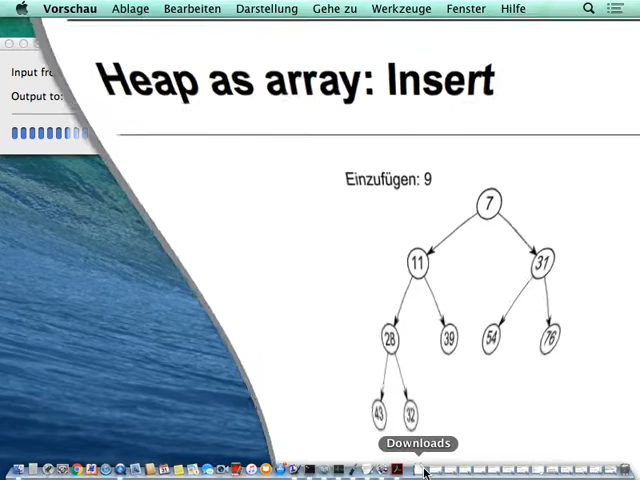 Vorschau Ablage Bearbeiten Darstellung Gehe zu Werkzeuge Fenster Hilfe
Input fro
Output to:
Heap as array: Insert
Einzufügen: 9
7
11 31
28 39 54 76
43 32
Downloads